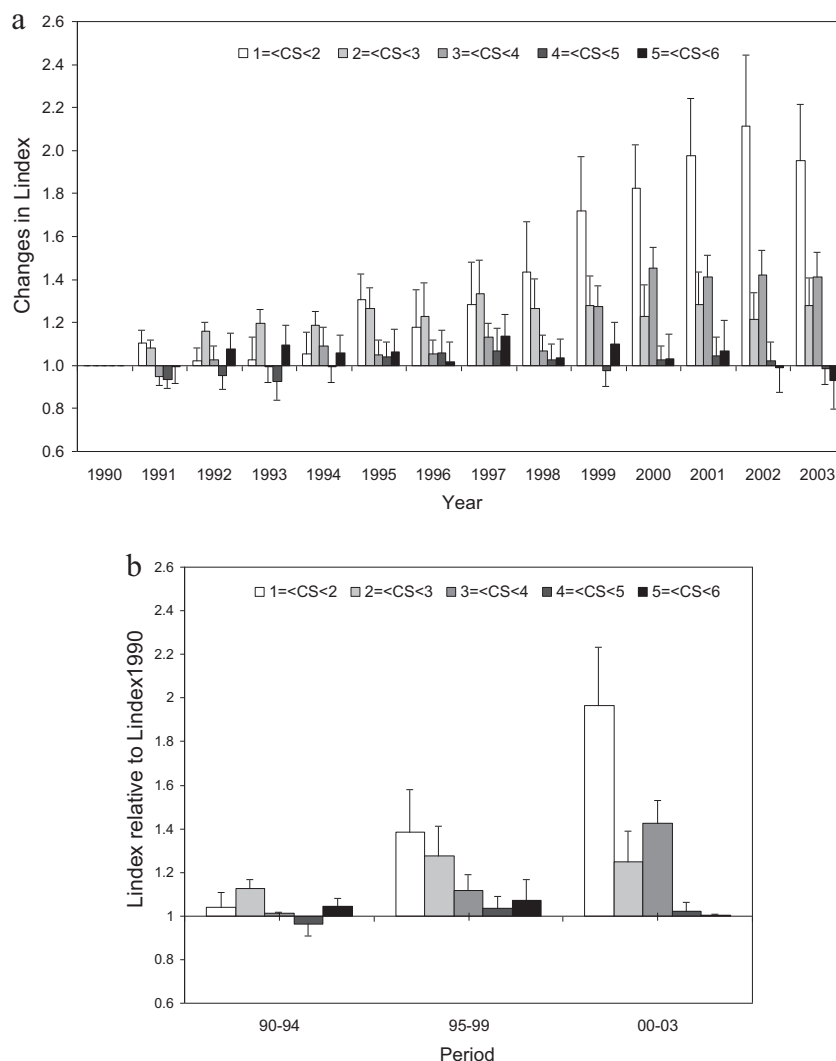 a
2.6
1=<CS<2 2=<CS<3 3=<CS<4 4=<CS<5 5=<CS<6
2.4
2.2
2.0
1.8
1.6
1.4
1.2
1.0
0.8
0.6
Changes in Lindex
1990 1991 1992 1993 1994 1995 1996 1997 1998 1999 2000 2001 2002 2003
Year
b
2.6
1=<CS<2 2=<CS<3 3=<CS<4 4=<CS<5 5=<CS<6
2.4
2.2
2
1.8
1.6
1.4
1.2
1
0.8
0.6
Lindex relative to Lindex1990
90-94 95-99 00-03
Period